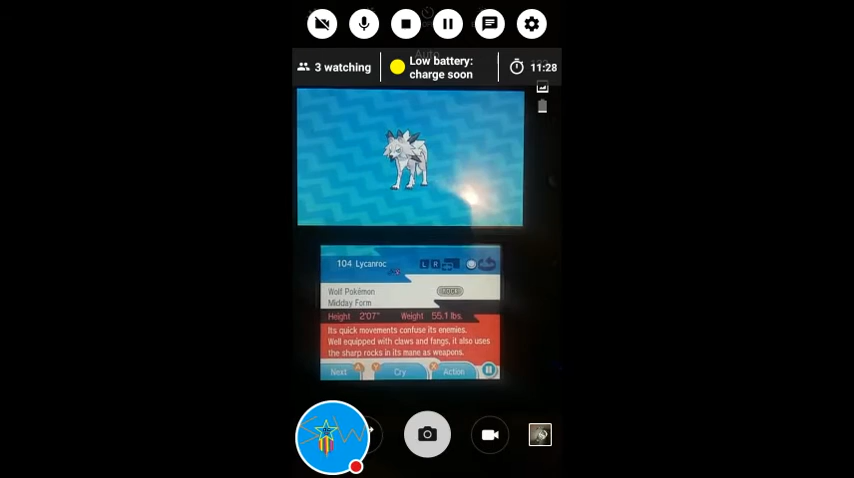 3 watching
Low battery:
charge soon
11:28
104 Lycanroc
L R
Wolf Pokémon
ROCK
Midday Form
Height 2'07" Weight 55.1 lbs.
Its quick movements confuse its enemies.
Well equipped with claws and fangs, it also uses
the sharp rocks in its mane as weapons.
Next A Y Cry X Action